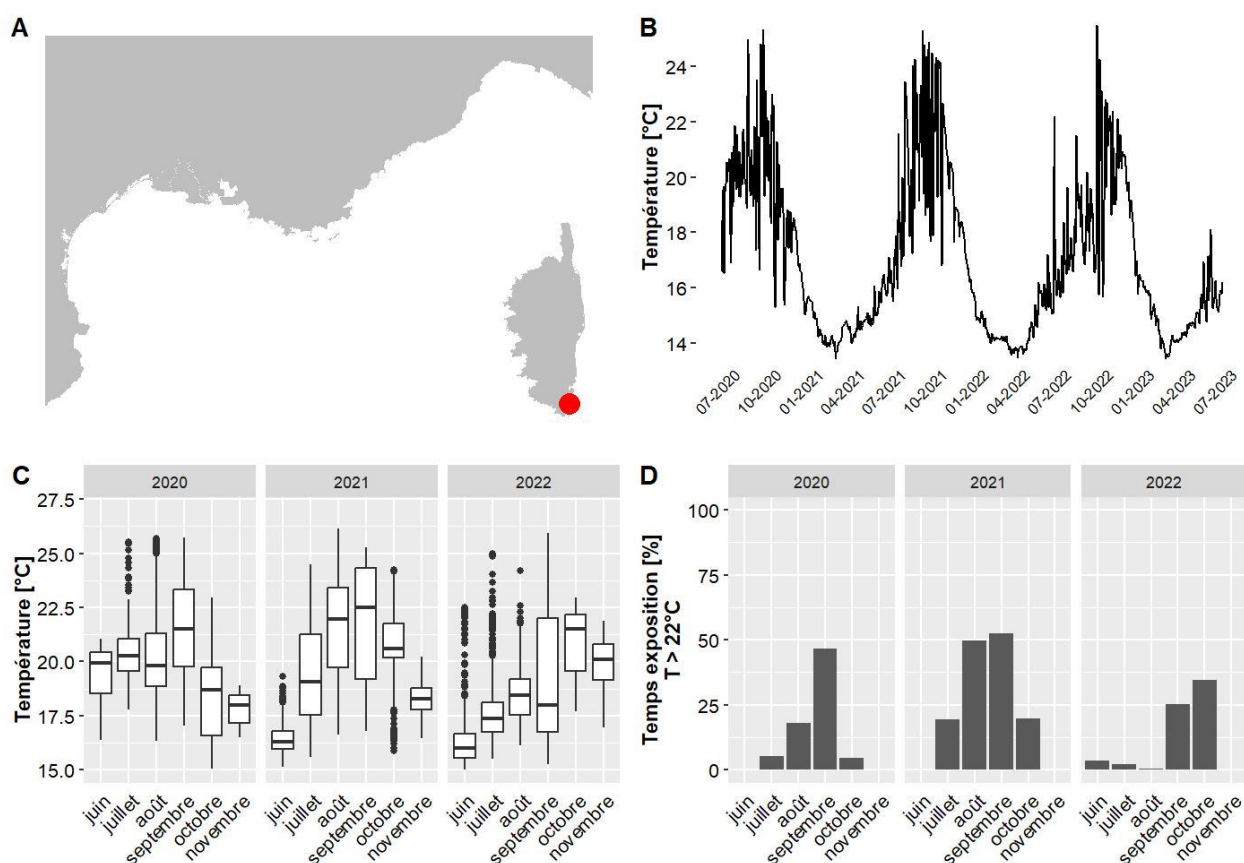 A
B
Température [°C]
24
22
20
18
16
14
07-2020
10-2020
01-2021
04-2021
07-2021
10-2021
01-2022
04-2022
07-2022
10-2022
01-2023
04-2023
07-2023
C
2020
2021
2022
Température [°C]
27.5
25.0
22.5
20.0
17.5
15.0
juin
juillet
août
septembre
octobre
novembre
juin
juillet
août
septembre
octobre
novembre
juin
juillet
août
septembre
octobre
novembre
D
2020
2021
2022
Temps exposition [%]
T > 22°C
100
75
50
25
0
juin
juillet
août
septembre
octobre
novembre
juin
juillet
août
septembre
octobre
novembre
juin
juillet
août
septembre
octobre
novembre